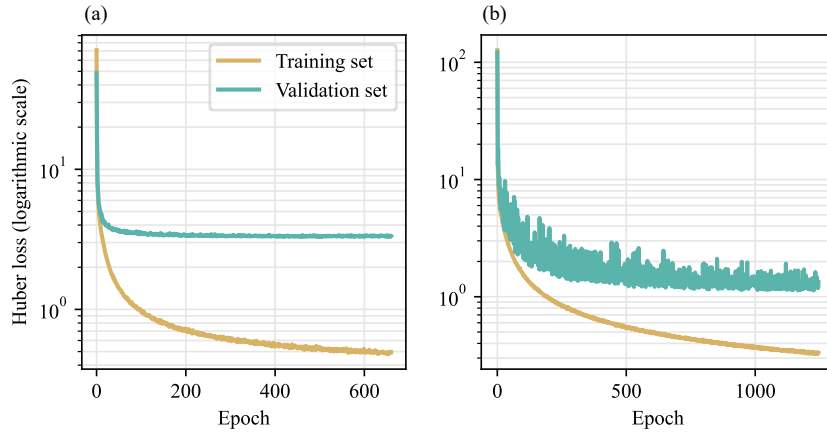 (a)
(b)
Huber loss (logarithmic scale)
10^1
10^0
Training set
Validation set
0
200
400
600
Epoch
10^2
10^1
10^0
0
500
1000
Epoch